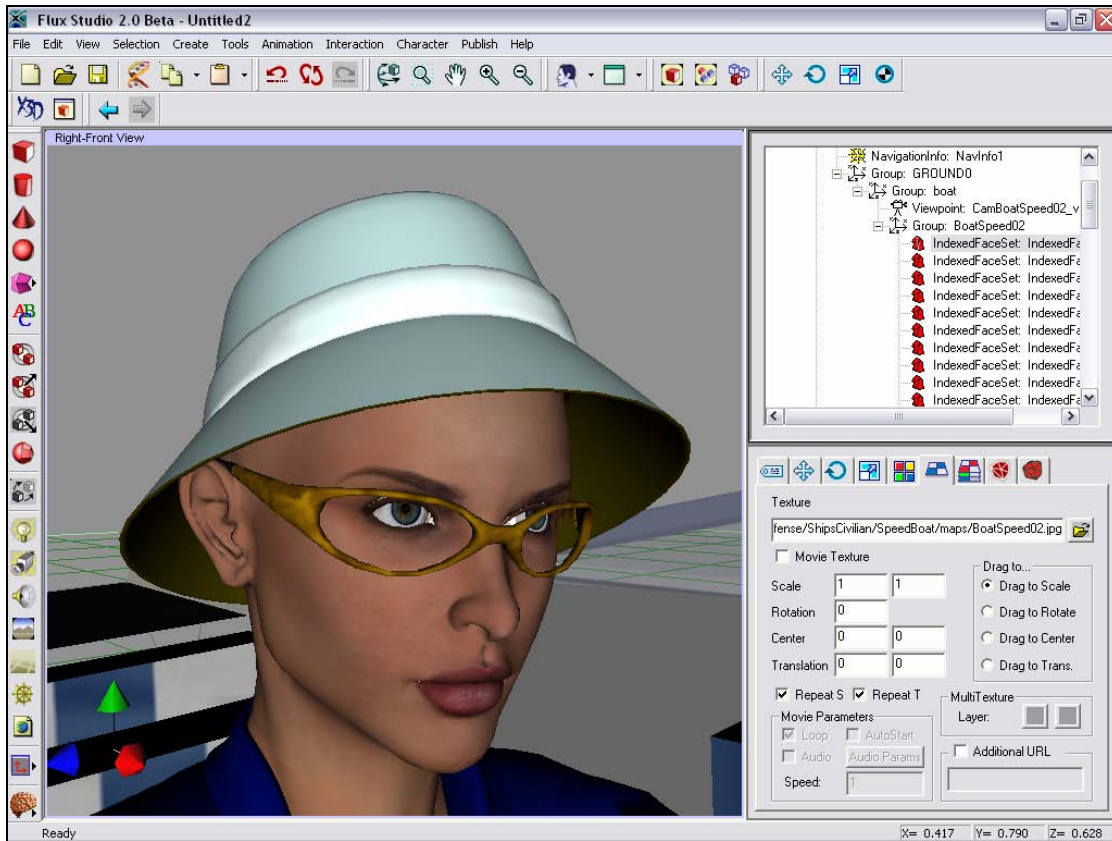 Flux Studio 2.0 Beta - Untitled2
File Edit View Selection Create Tools Animation Interaction Character Publish Help
X3D
Right-Front View
NavigationInfo: NavInfo1
Group: GROUND0
Group: boat
Viewpoint: CamBoatSpeed02_v
Group: BoatSpeed02
IndexedFaceSet: IndexedFa
IndexedFaceSet: IndexedFa
IndexedFaceSet: IndexedFa
IndexedFaceSet: IndexedFa
IndexedFaceSet: IndexedFa
IndexedFaceSet: IndexedFa
IndexedFaceSet: IndexedFa
IndexedFaceSet: IndexedFa
IndexedFaceSet: IndexedFa
IndexedFaceSet: IndexedFa
ABC
Texture
fense/ShipsCivilian/SpeedBoat/maps/BoatSpeed02.jpg
Movie Texture
Drag to...
Scale 1 1
Drag to Scale
Rotation 0
Drag to Rotate
Center 0 0
Drag to Center
Translation 0 0
Drag to Trans.
Repeat S Repeat T
MultiTexture
Layer:
Movie Parameters
Loop AutoStart
Audio Audio Params
Speed: 1
Additional URL
Ready
X= 0.417 Y= 0.790 Z= 0.628